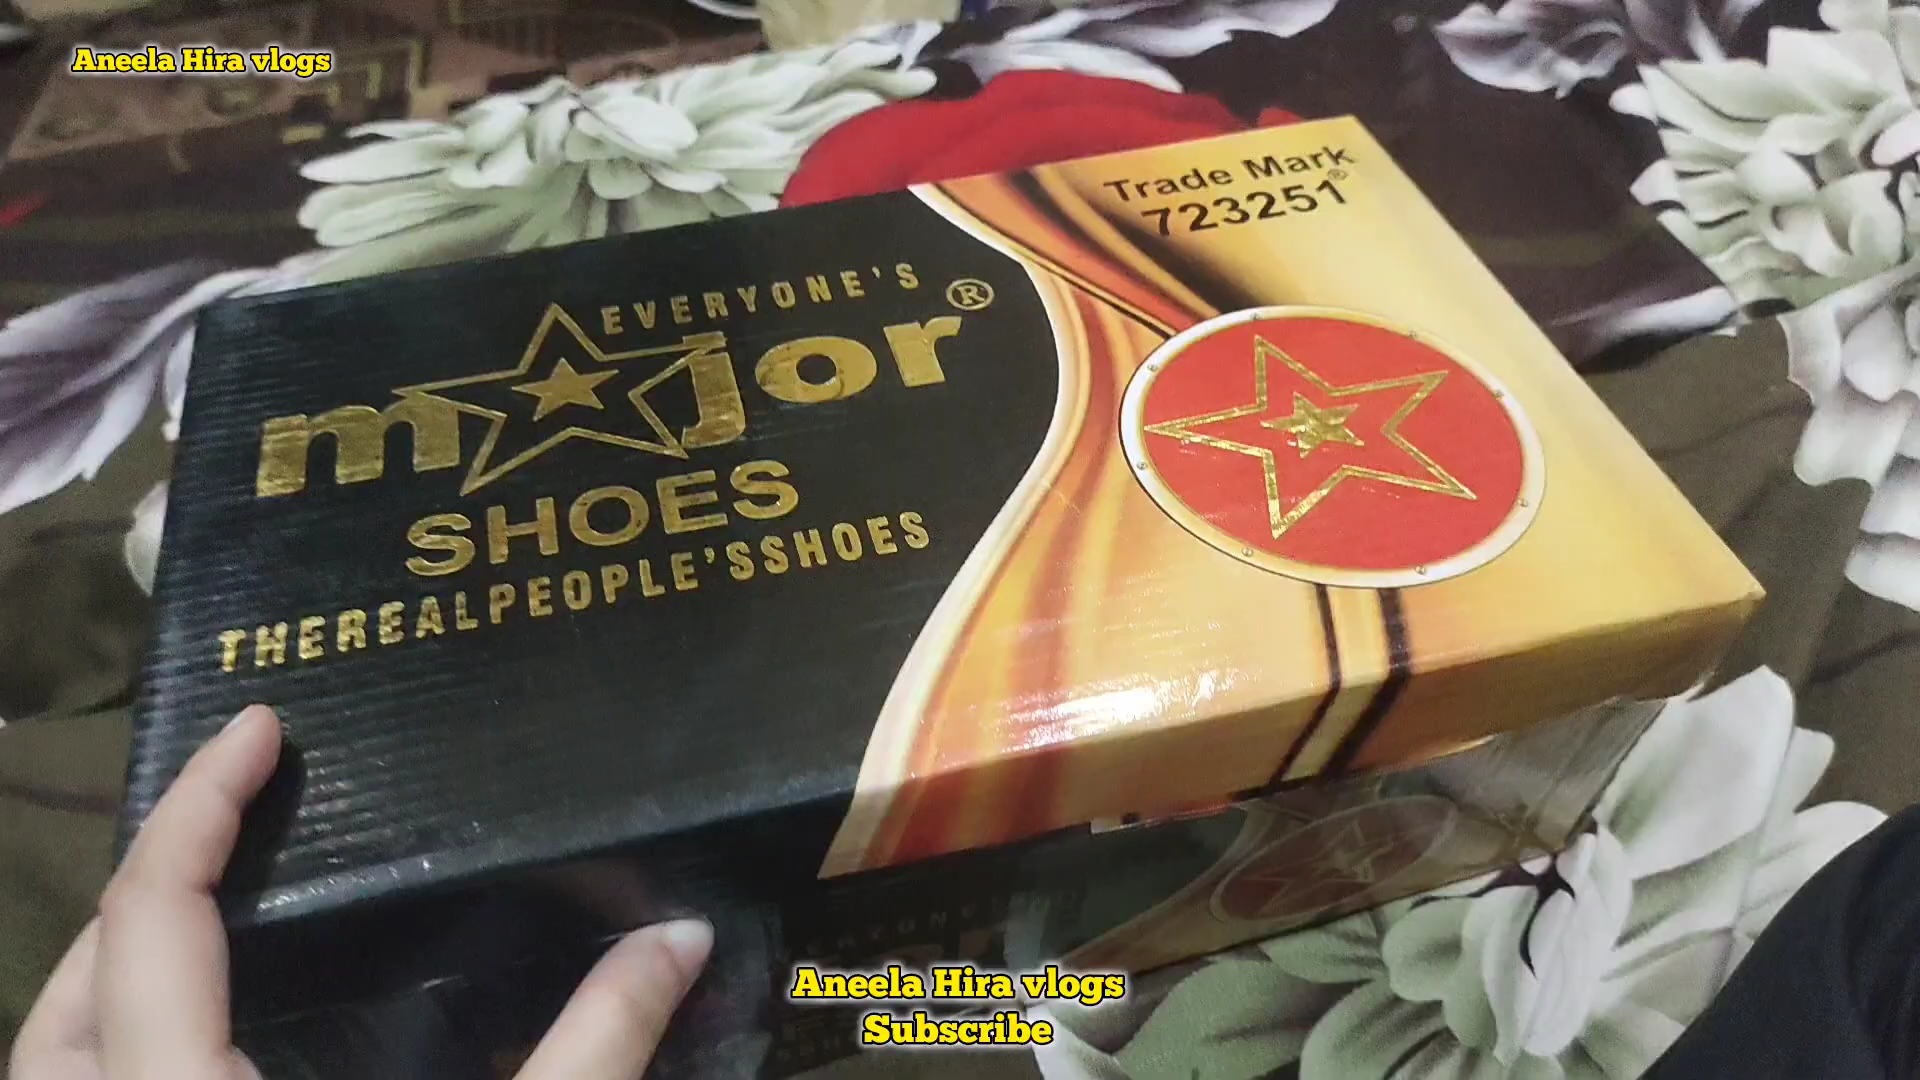 Aneela Hira vlogs
Trade Mark
723251®
EVERYONE'S
major®
SHOES
THEREALPEOPLE'SSHOES
Aneela Hira vlogs
Subscribe